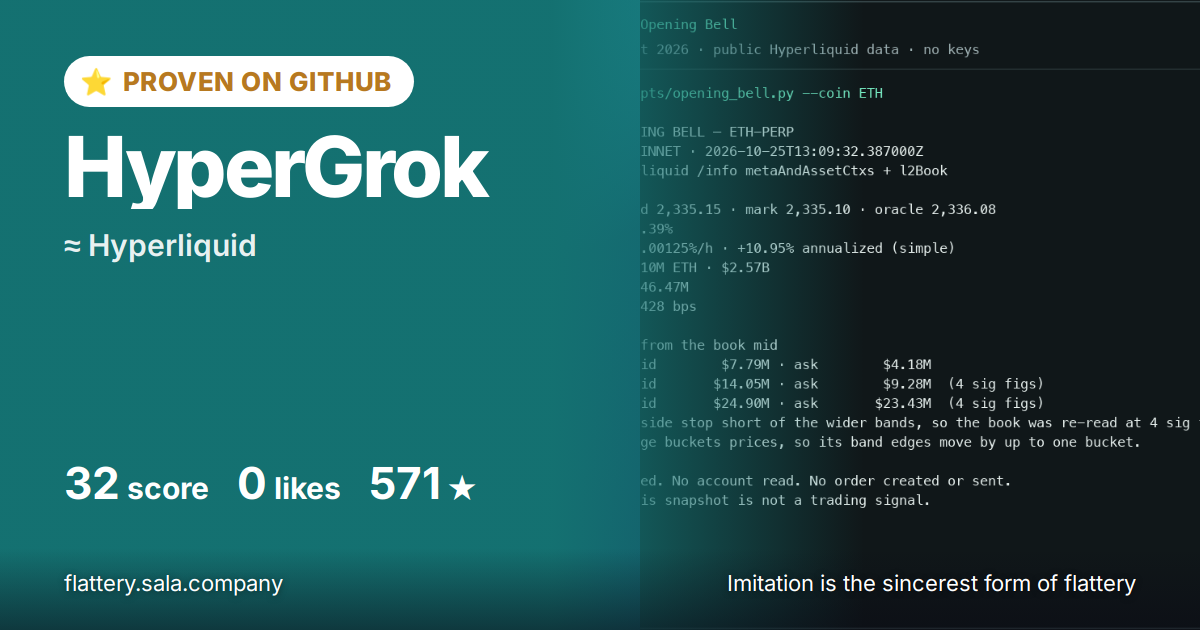 ⭐ PROVEN ON GITHUB
HyperGrok
≈ Hyperliquid
32 score 0 likes 571 ★
flattery.sala.company
Opening Bell
t 2026 · public Hyperliquid data · no keys
pts/opening_bell.py --coin ETH
ING BELL — ETH-PERP
INNET · 2026-10-25T13:09:32.387000Z
liquid /info metaAndAssetCtxs + l2Book
d 2,335.15 · mark 2,335.10 · oracle 2,336.08
.39%
.00125%/h · +10.95% annualized (simple)
10M ETH · $2.57B
46.47M
428 bps
from the book mid
id $7.79M · ask $4.18M
id $14.05M · ask $9.28M (4 sig figs)
id $24.90M · ask $23.43M (4 sig figs)
side stop short of the wider bands, so the book was re-read at 4 sig
ge buckets prices, so its band edges move by up to one bucket.
ed. No account read. No order created or sent.
is snapshot is not a trading signal.
Imitation is the sincerest form of flattery